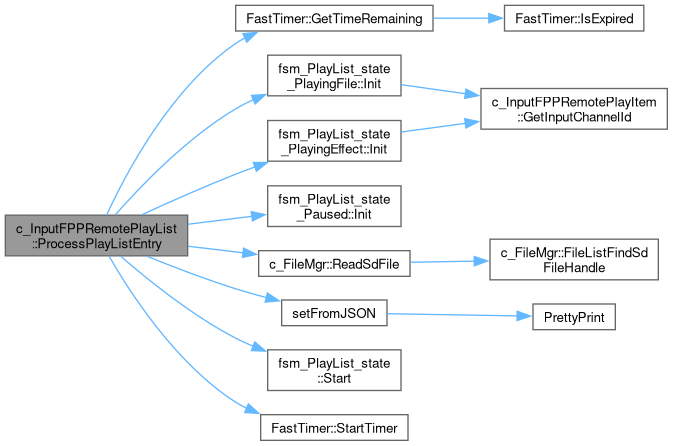 FastTimer::GetTimeRemaining
FastTimer::IsExpired
fsm_PlayList_state
_PlayingFile::Init
c_InputFPPRemotePlayItem
::GetInputChannelId
fsm_PlayList_state
_PlayingEffect::Init
fsm_PlayList_state
_Paused::Init
c_InputFPPRemotePlayList
::ProcessPlayListEntry
c_FileMgr::ReadSdFile
c_FileMgr::FileListFindSd
FileHandle
setFromJSON
PrettyPrint
fsm_PlayList_state
::Start
FastTimer::StartTimer